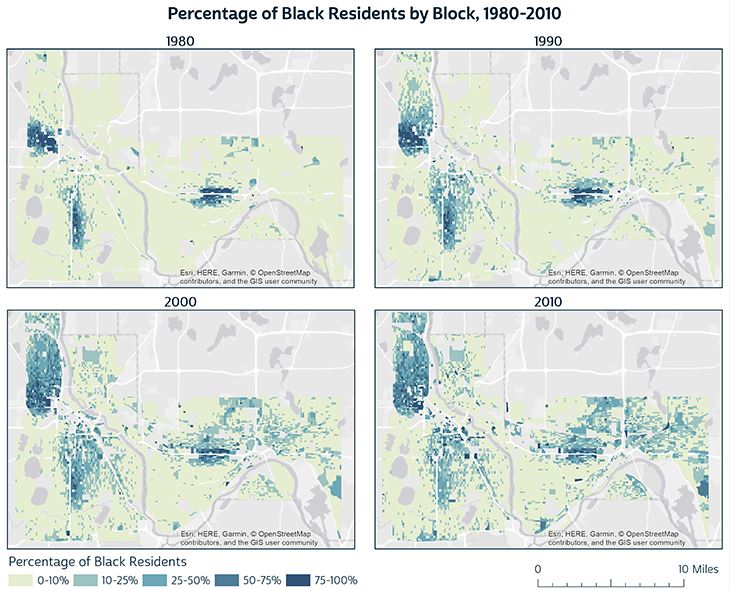 Percentage of Black Residents by Block, 1980-2010
1980
1990
Esri, HERE, Garmin, © OpenStreetMap
contributors, and the GIS user community
Esri, HERE, Garmin, © OpenStreetMap
contributors, and the GIS user community
2000
2010
Esri, HERE, Garmin, © OpenStreetMap
contributors, and the GIS user community
Esri, HERE, Garmin, © OpenStreetMap
contributors, and the GIS user community
Percentage of Black Residents
0-10% 10-25% 25-50% 50-75% 75-100%
0 10 Miles